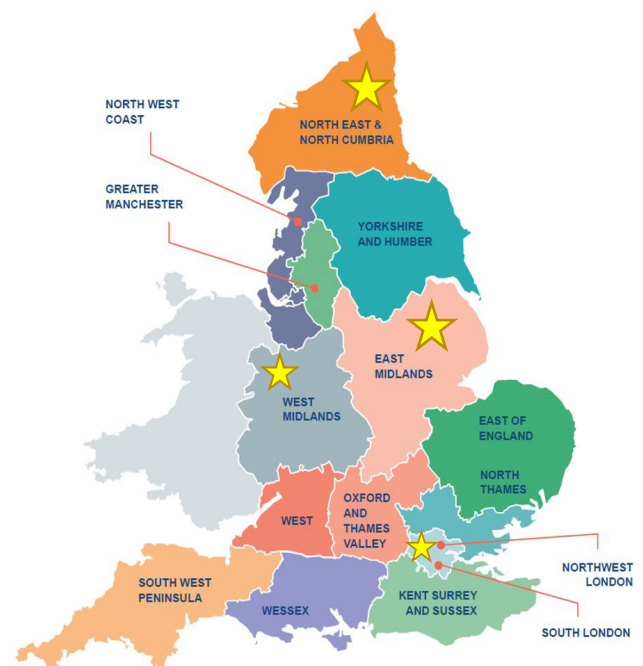 NORTH WEST
COAST
NORTH EAST &
NORTH CUMBRIA
GREATER
MANCHESTER
YORKSHIRE
AND HUMBER
EAST
MIDLANDS
WEST
MIDLANDS
EAST OF
ENGLAND
NORTH
THAMES
OXFORD
AND
THAMES
VALLEY
WEST
NORTHWEST
LONDON
SOUTH WEST
PENINSULA
WESSEX
KENT SURREY
AND SUSSEX
SOUTH LONDON